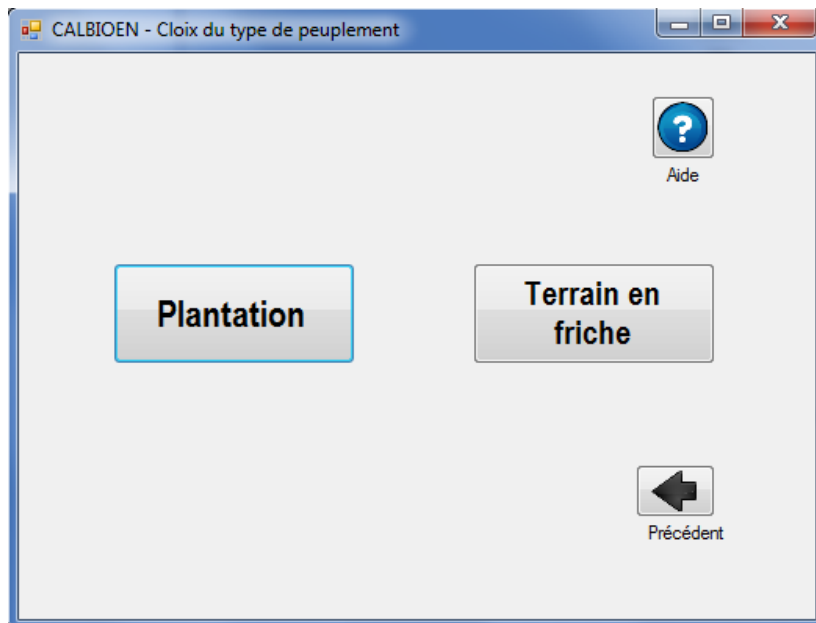 CALBIOEN - Cloix du type de peuplement
?
Aide
Plantation
Terrain en
friche
Précédent